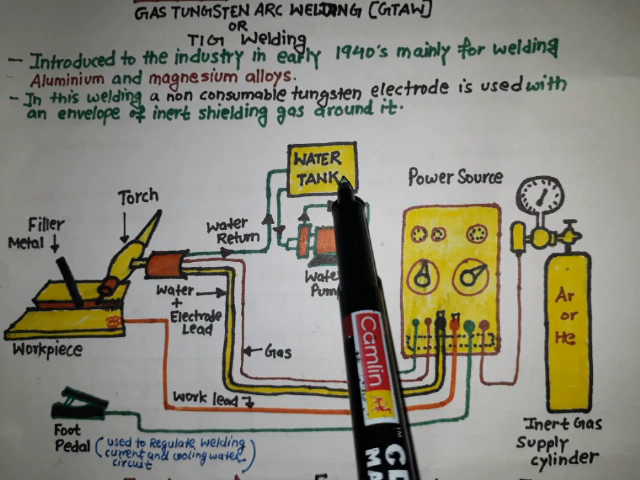 GAS TUNGSTEN ARC WELDING [GTAW]
OR
TIG Welding
- Introduced to the industry in early 1940's mainly for welding
Aluminium and magnesium alloys.
- In this welding a non consumable tungsten electrode is used with
an envelope of inert shielding gas around it.
WATER
TANK
Power Source
Torch
Filler
Metal
Water
Return
Water
Pump
Water
+
Electrode
Lead
Ar
or
He
Workpiece
Gas
Camlin
Work lead
Foot
Pedal
(used to Regulate welding
current and cooling water
circuit)
Inert Gas
Supply
cylinder